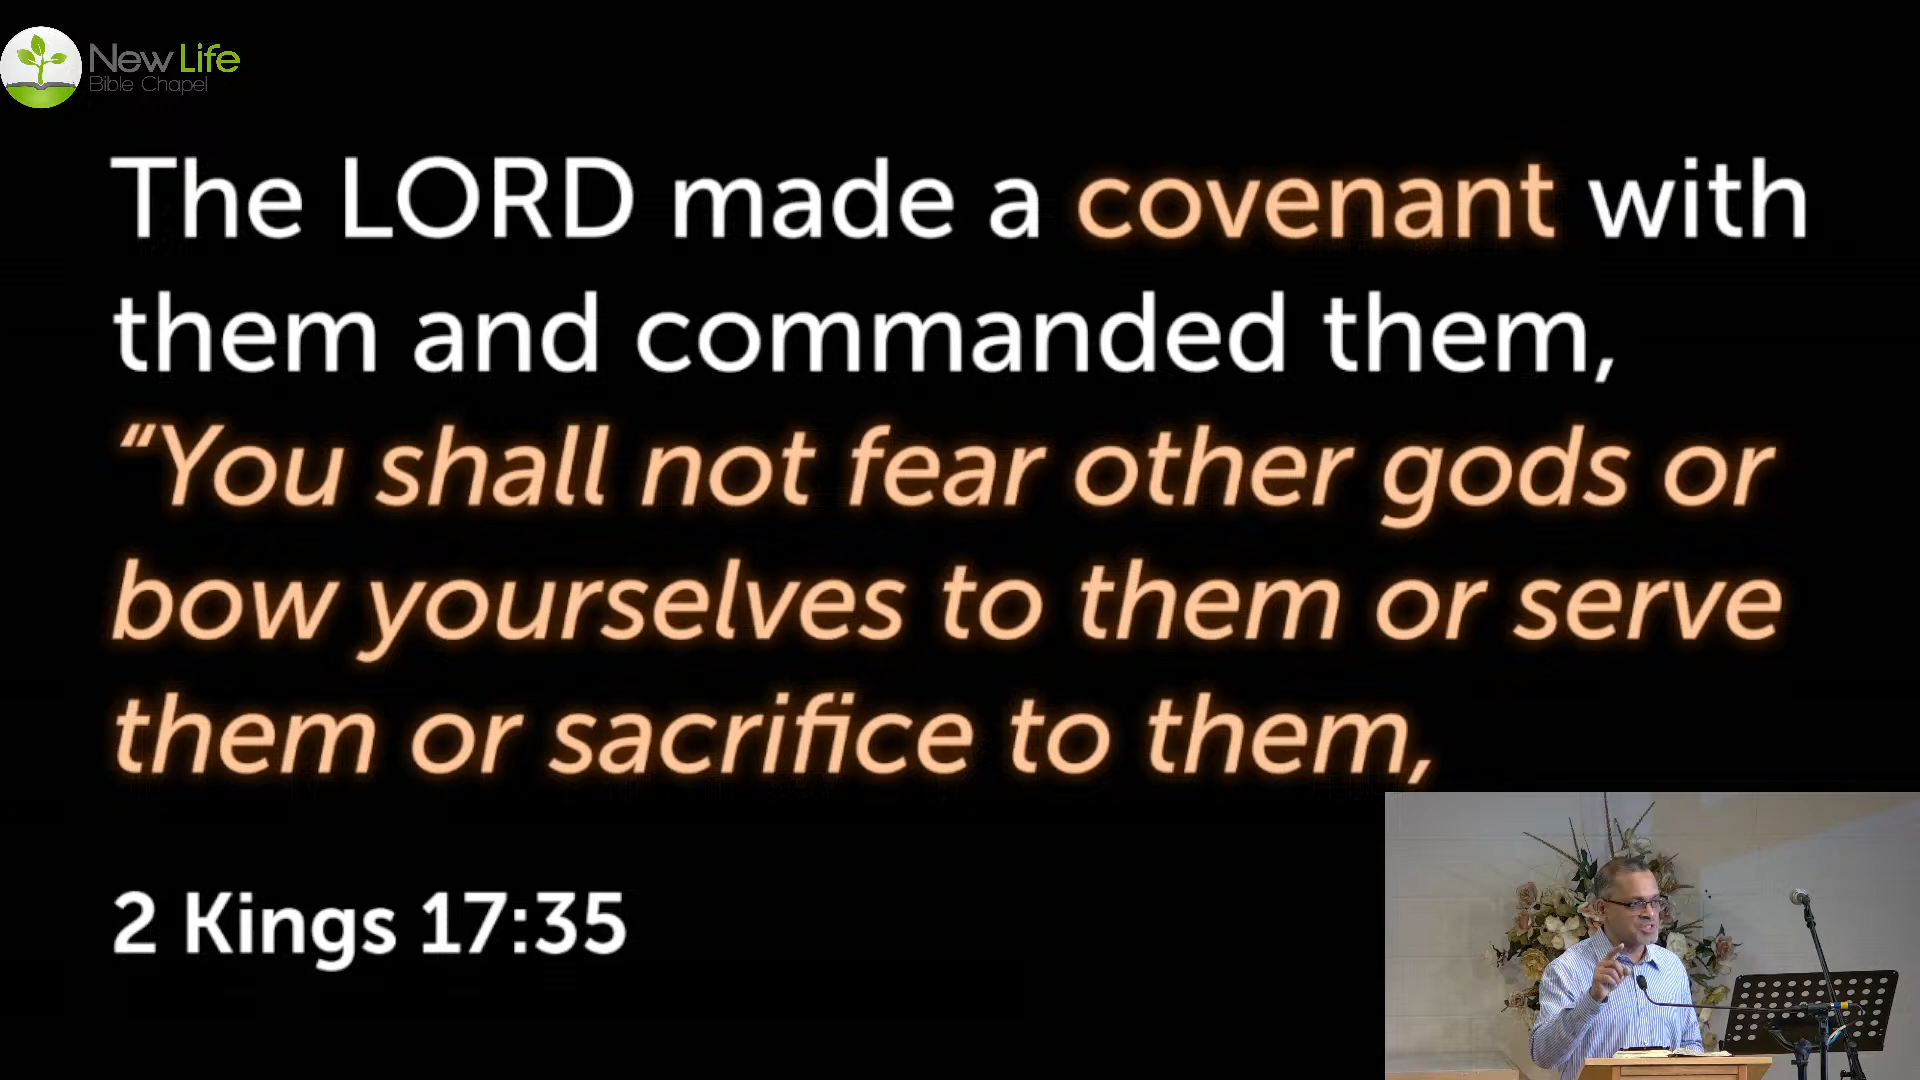 New Life
Bible Chapel
The LORD made a covenant with
them and commanded them,
“You shall not fear other gods or
bow yourselves to them or serve
them or sacrifice to them,
2 Kings 17:35